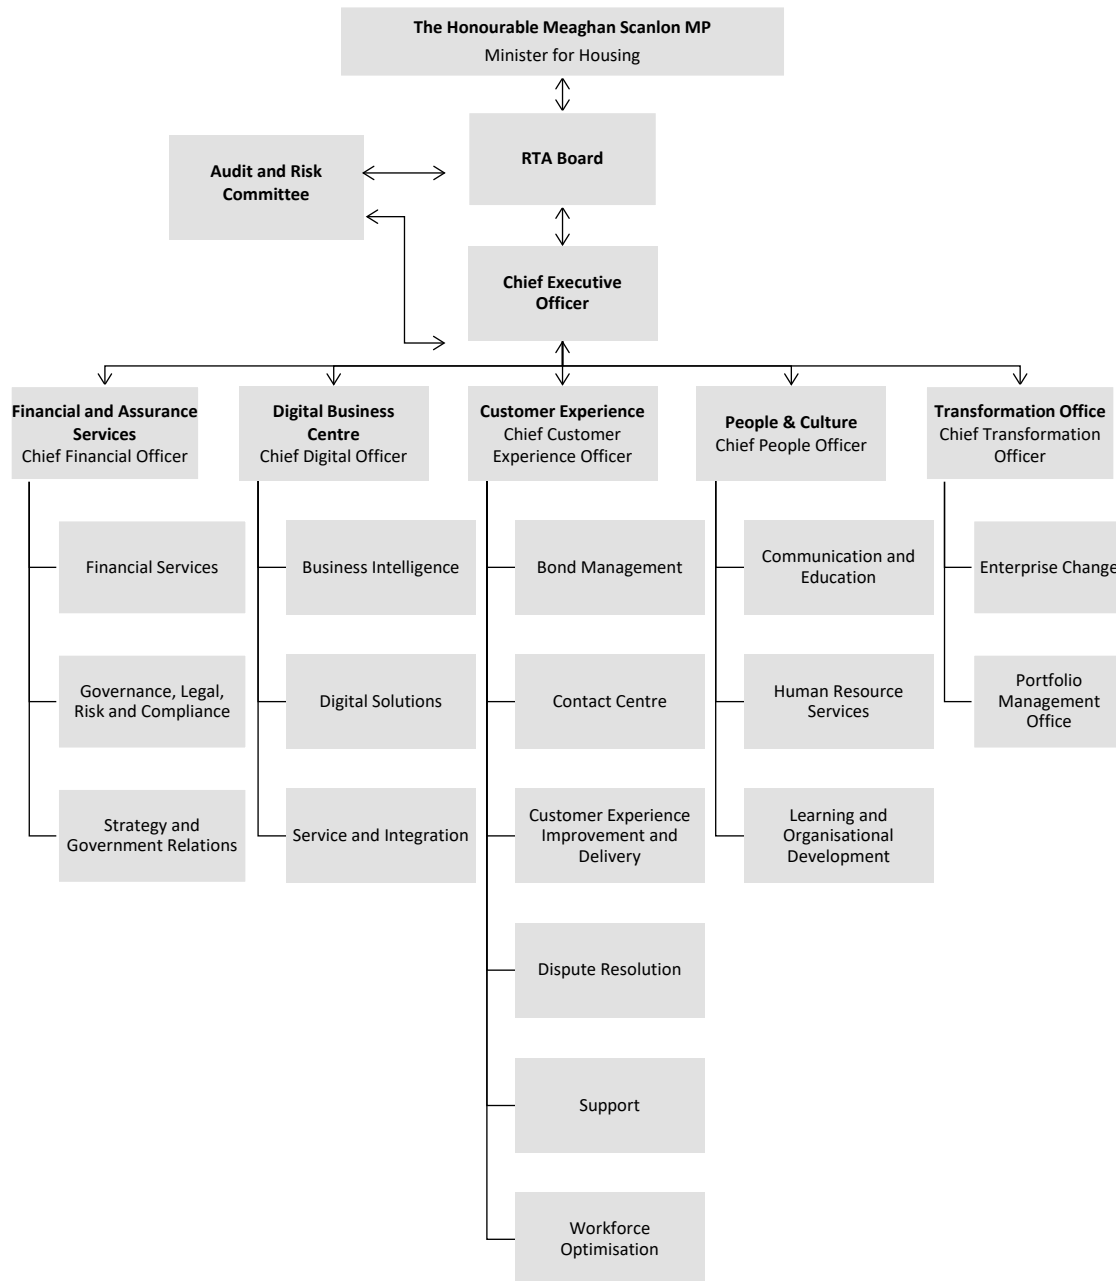 The Honourable Meaghan Scanlon MP
Minister for Housing
RTA Board
Audit and Risk
Committee
Chief Executive
Officer
Financial and Assurance
Services
Chief Financial Officer
Digital Business
Centre
Chief Digital Officer
Customer Experience
Chief Customer
Experience Officer
People & Culture
Chief People Officer
Transformation Office
Chief Transformation
Officer
Financial Services
Governance, Legal,
Risk and Compliance
Strategy and
Government Relations
Business Intelligence
Digital Solutions
Service and Integration
Bond Management
Contact Centre
Customer Experience
Improvement and
Delivery
Dispute Resolution
Support
Workforce
Optimisation
Communication and
Education
Human Resource
Services
Learning and
Organisational
Development
Enterprise Change
Portfolio
Management
Office